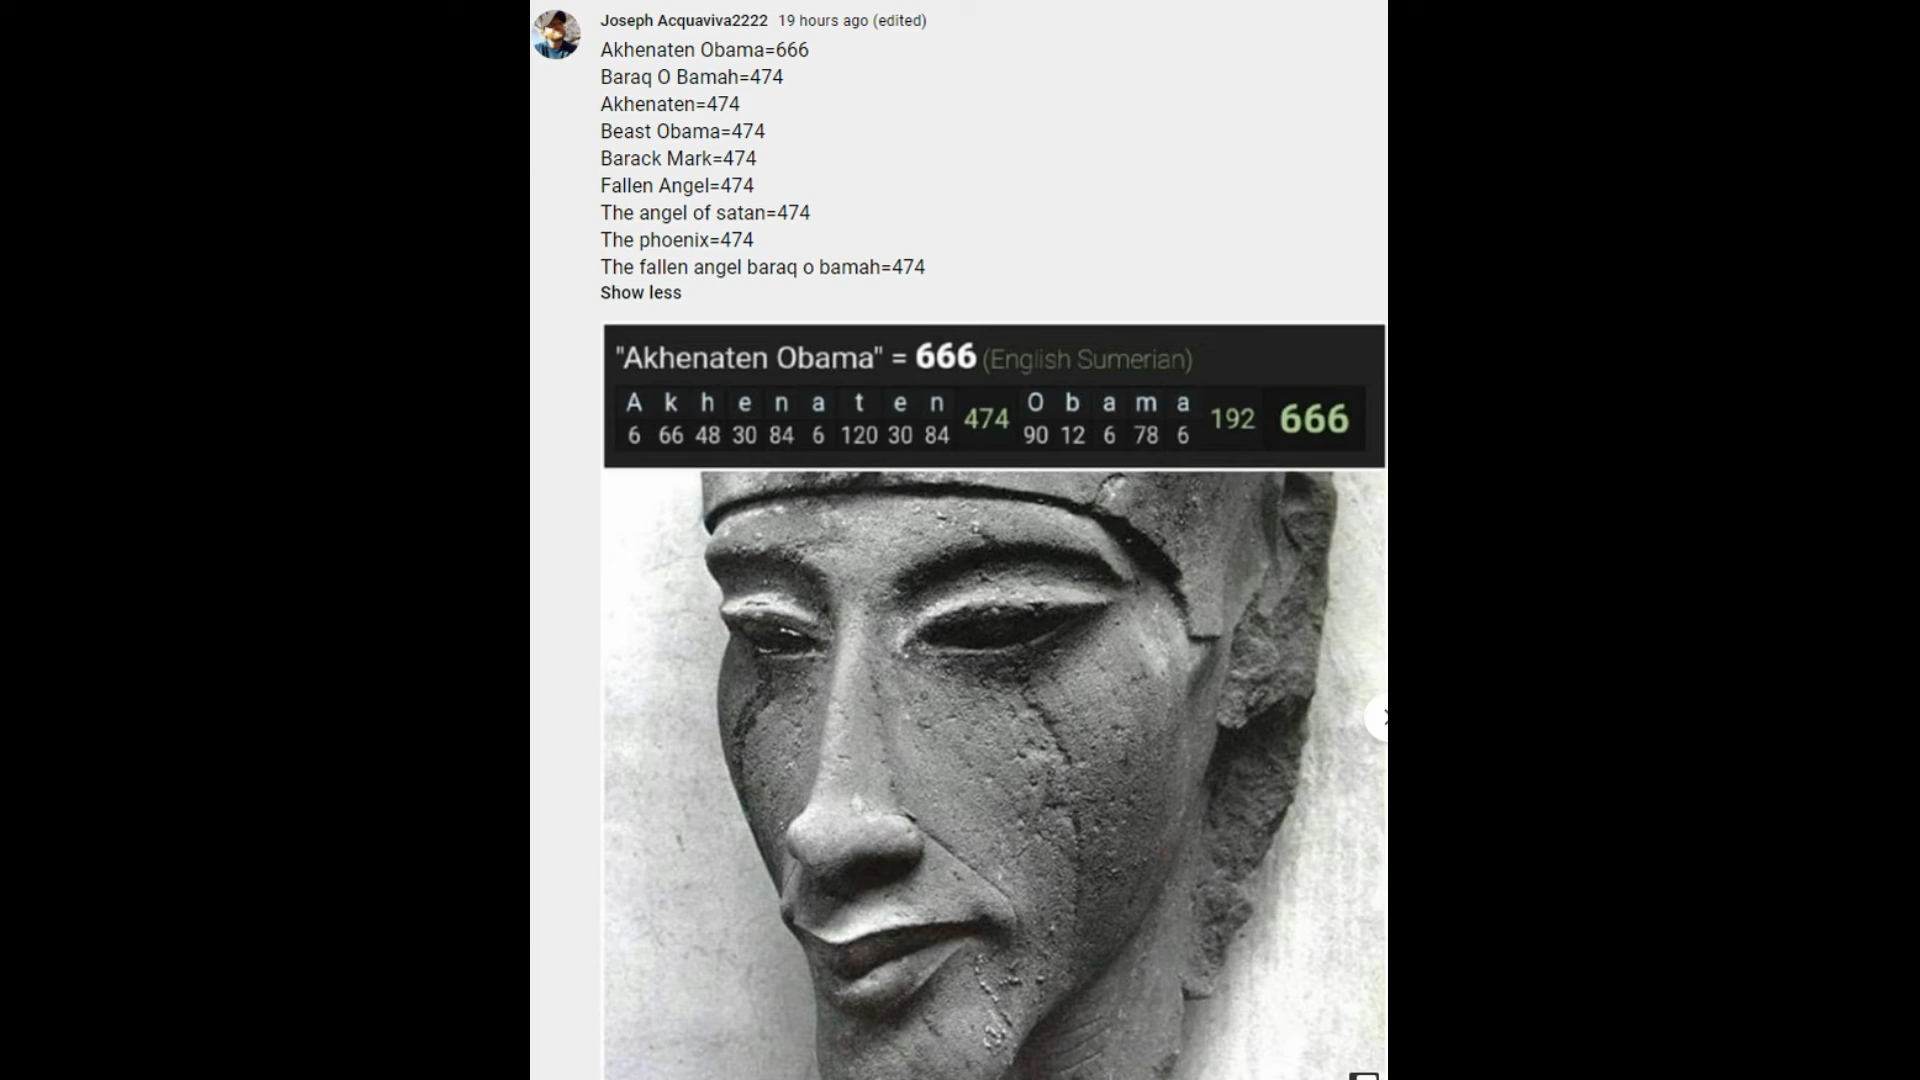 Joseph Acquaviva2222 19 hours ago (edited)
Akhenaten Obama=666
Baraq O Bamah=474
Akhenaten=474
Beast Obama=474
Barack Mark=474
Fallen Angel=474
The angel of satan=474
The phoenix=474
The fallen angel baraq o bamah=474
Show less
"Akhenaten Obama" = 666 (English Sumerian)
A k h e n a t e n 474 O b a m a 192 666
6 66 48 30 84 6 120 30 84 90 12 6 78 6